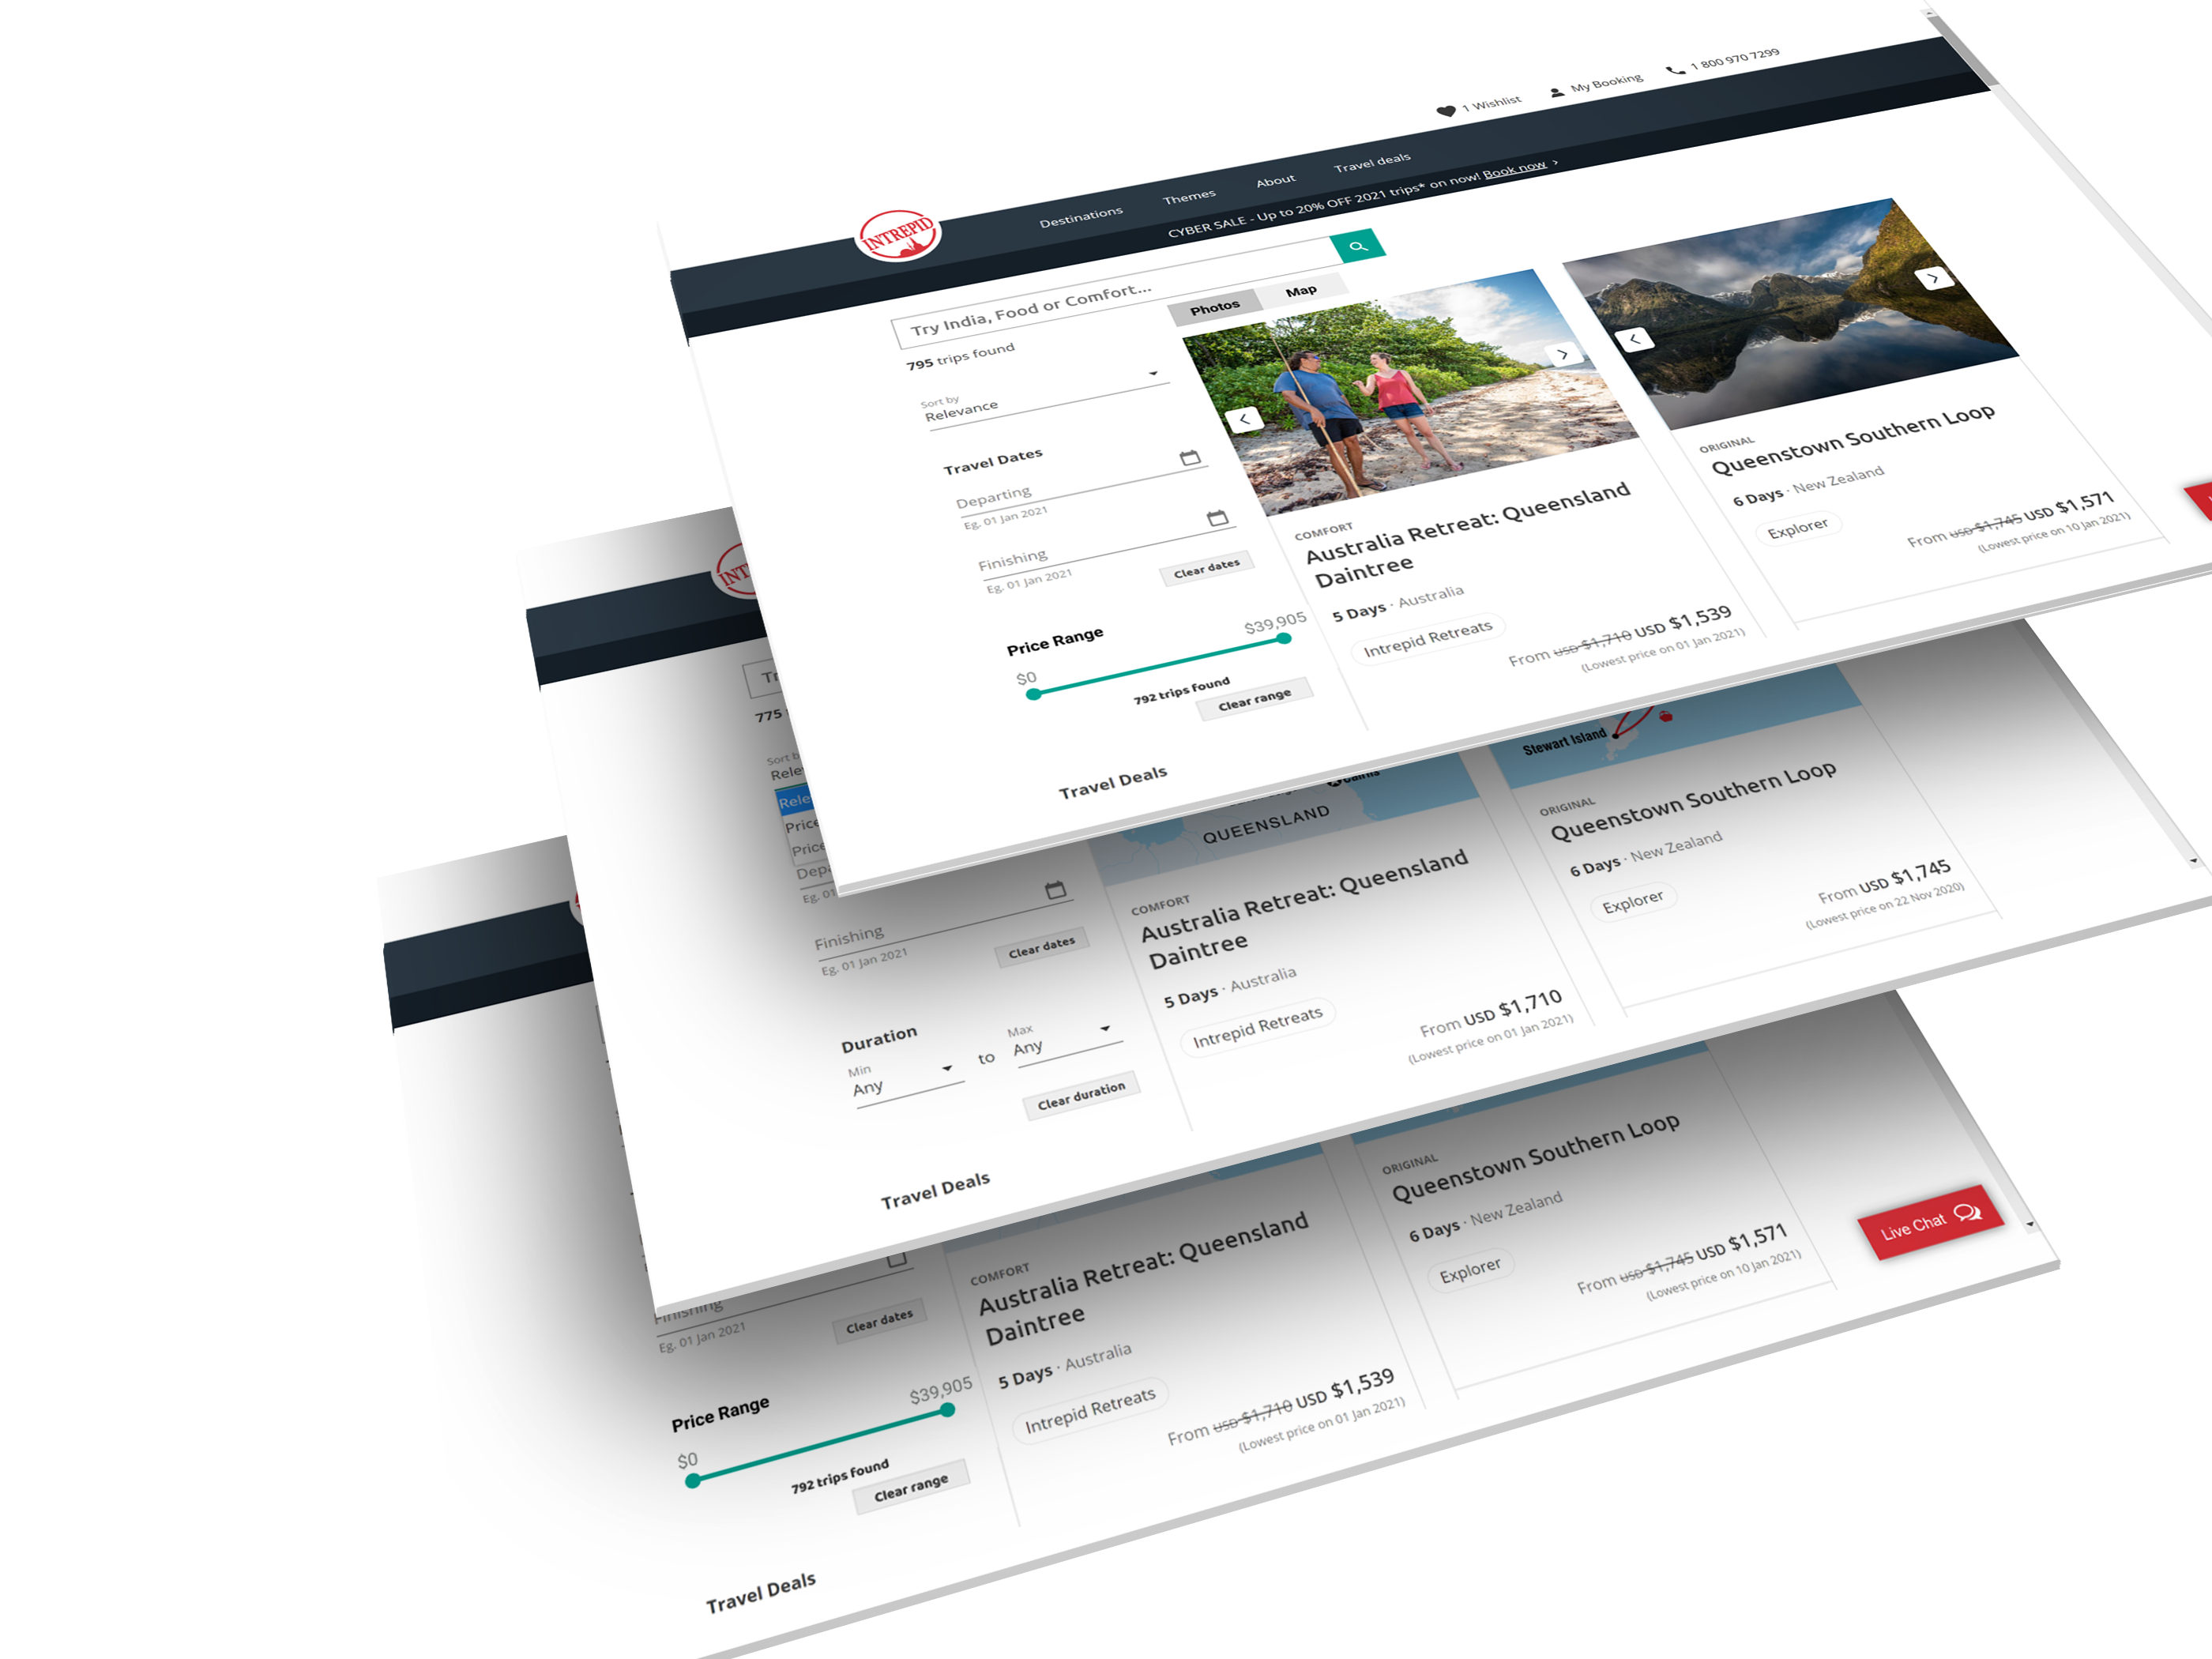 1 Wishlist
My Booking
1 800 970 7299
INTREPID
Destinations
Themes
About
Travel deals
CYBER SALE - Up to 20% OFF 2021 trips* on now! Book now ›
Try India, Food or Comfort...
795 trips found
Photos
Map
Sort by
Relevance
Travel Dates
Departing
Eg. 01 Jan 2021
Finishing
Eg. 01 Jan 2021
Clear dates
Price Range
$0
$39,905
792 trips found
Clear range
Travel Deals
COMFORT
Australia Retreat: Queensland
Daintree
5 Days · Australia
Intrepid Retreats
From USD $1,710 USD $1,539
(Lowest price on 01 Jan 2021)
ORIGINAL
Queenstown Southern Loop
6 Days · New Zealand
Explorer
From USD $1,745 USD $1,571
(Lowest price on 10 Jan 2021)
775
Sort b
Rele
Rele
Price
Price
Dep
Eg. 01
Finishing
Eg. 01 Jan 2021
Clear dates
Duration
Min
Any
to
Max
Any
Clear duration
Travel Deals
QUEENSLAND
Cairns
Stewart Island
COMFORT
Australia Retreat: Queensland
Daintree
5 Days · Australia
Intrepid Retreats
From USD $1,710
(Lowest price on 01 Jan 2021)
ORIGINAL
Queenstown Southern Loop
6 Days · New Zealand
Explorer
From USD $1,745
(Lowest price on 22 Nov 2020)
Finishing
Eg. 01 Jan 2021
Clear dates
Price Range
$0
$39,905
792 trips found
Clear range
Travel Deals
COMFORT
Australia Retreat: Queensland
Daintree
5 Days · Australia
Intrepid Retreats
From USD $1,710 USD $1,539
(Lowest price on 01 Jan 2021)
ORIGINAL
Queenstown Southern Loop
6 Days · New Zealand
Explorer
From USD $1,745 USD $1,571
(Lowest price on 10 Jan 2021)
Live Chat